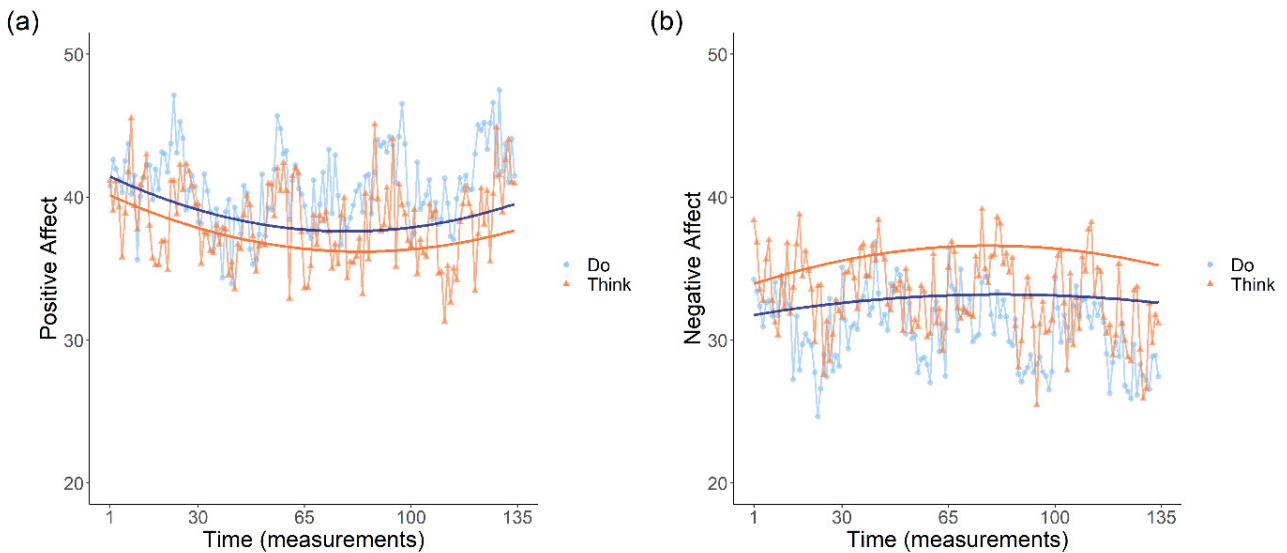 (a)
50
40
30
20
Positive Affect
1 30 65 100 135
Time (measurements)
Do
Think
(b)
50
40
30
20
Negative Affect
1 30 65 100 135
Time (measurements)
Do
Think